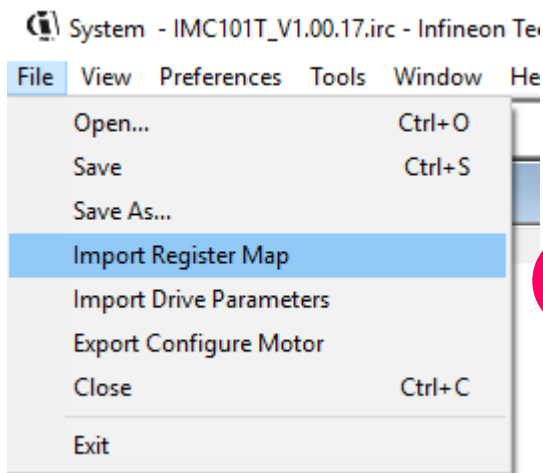 System - IMC101T_V1.00.17.irc - Infineon Te
File View Preferences Tools Window He
Open... Ctrl+O
Save Ctrl+S
Save As...
Import Register Map
Import Drive Parameters
Export Configure Motor
Close Ctrl+C
Exit